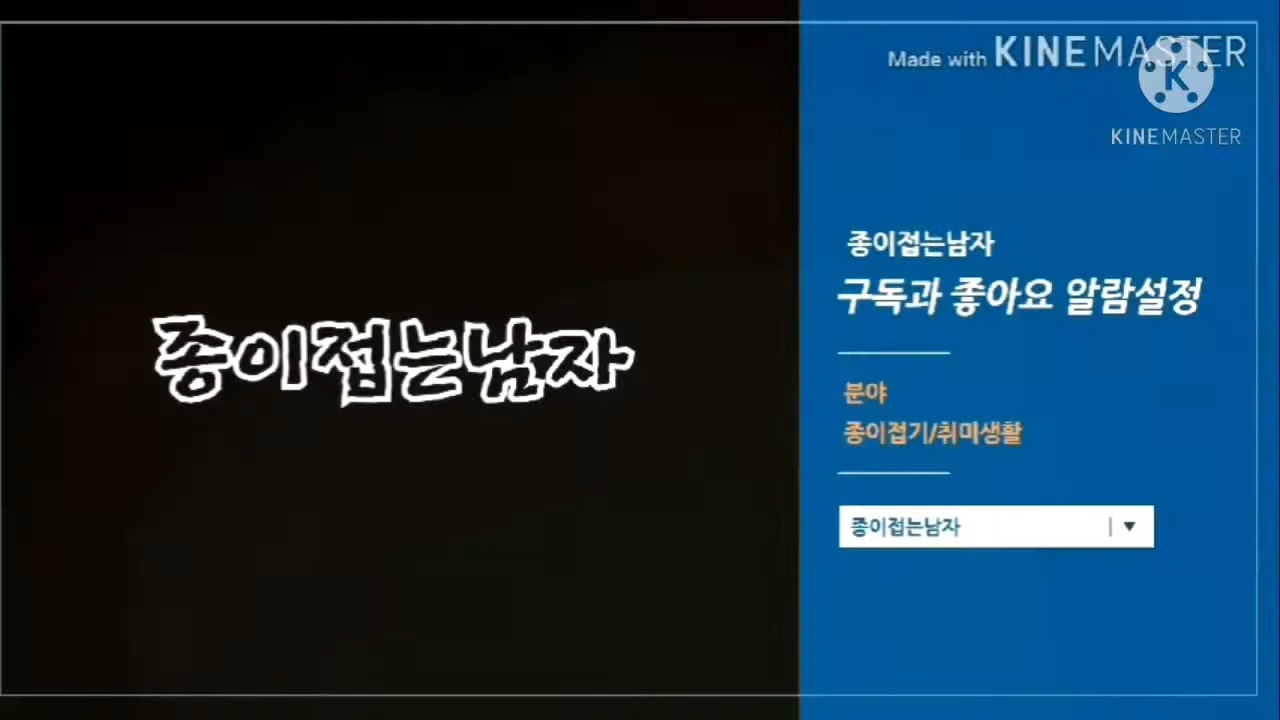 Made with KINEMASTER
KINEMASTER
종이접는남자
종이접는남자
구독과 좋아요 알람설정
분야
종이접기/취미생활
종이접는남자